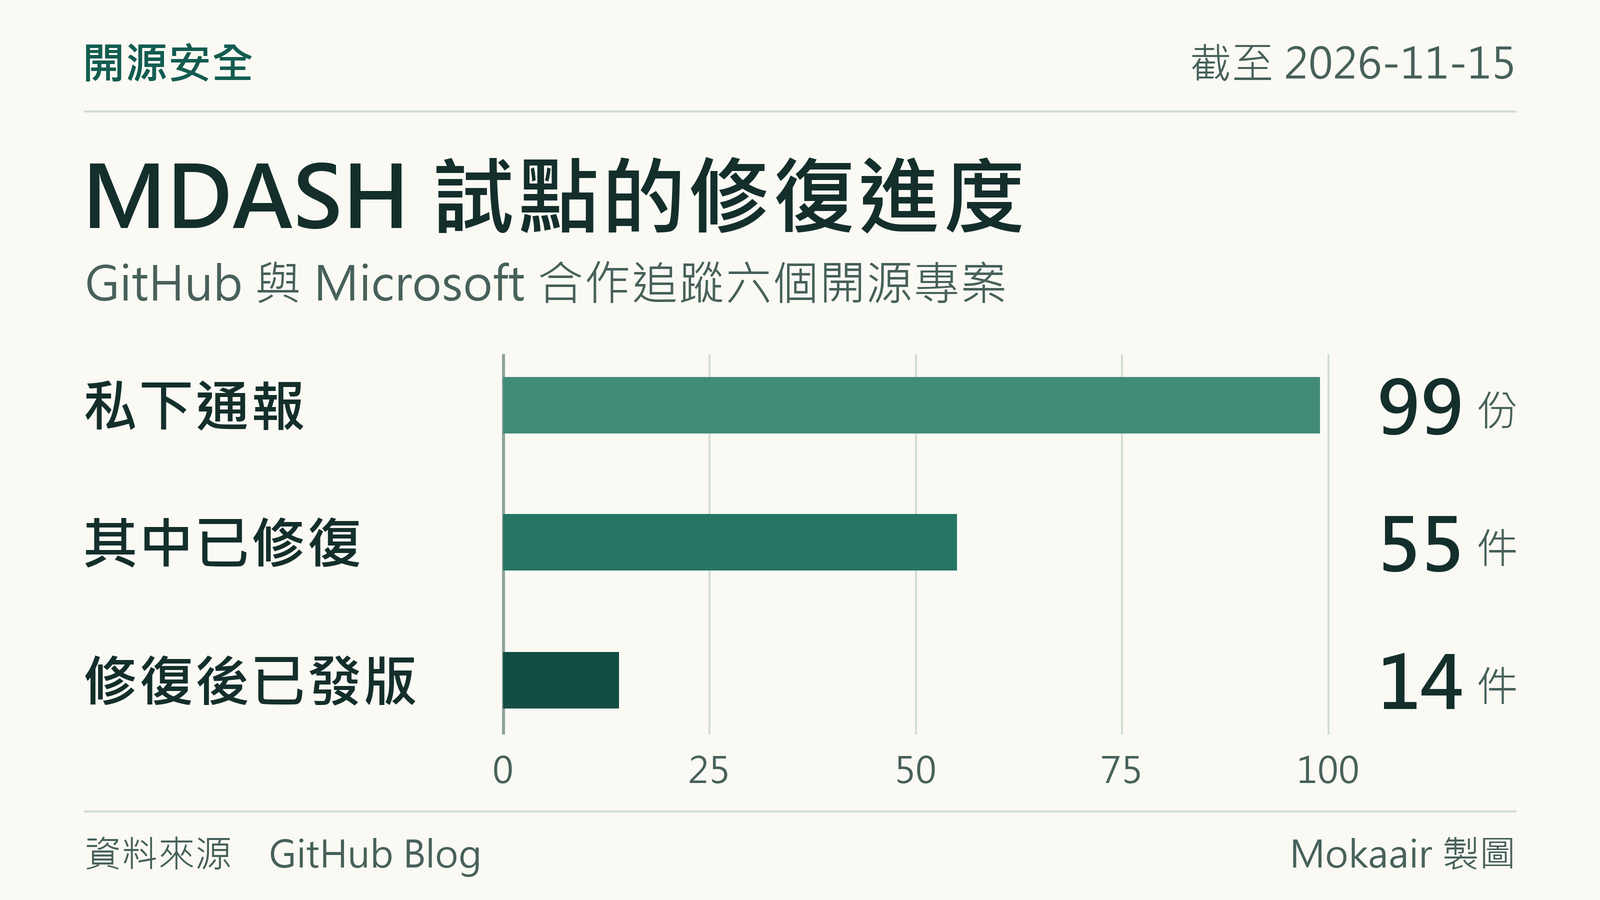 開源安全
截至 2026-11-15
MDASH 試點的修復進度
GitHub 與 Microsoft 合作追蹤六個開源專案
私下通報 99 份
其中已修復 55 件
修復後已發版 14 件
0 25 50 75 100
資料來源 GitHub Blog
Mokaair 製圖